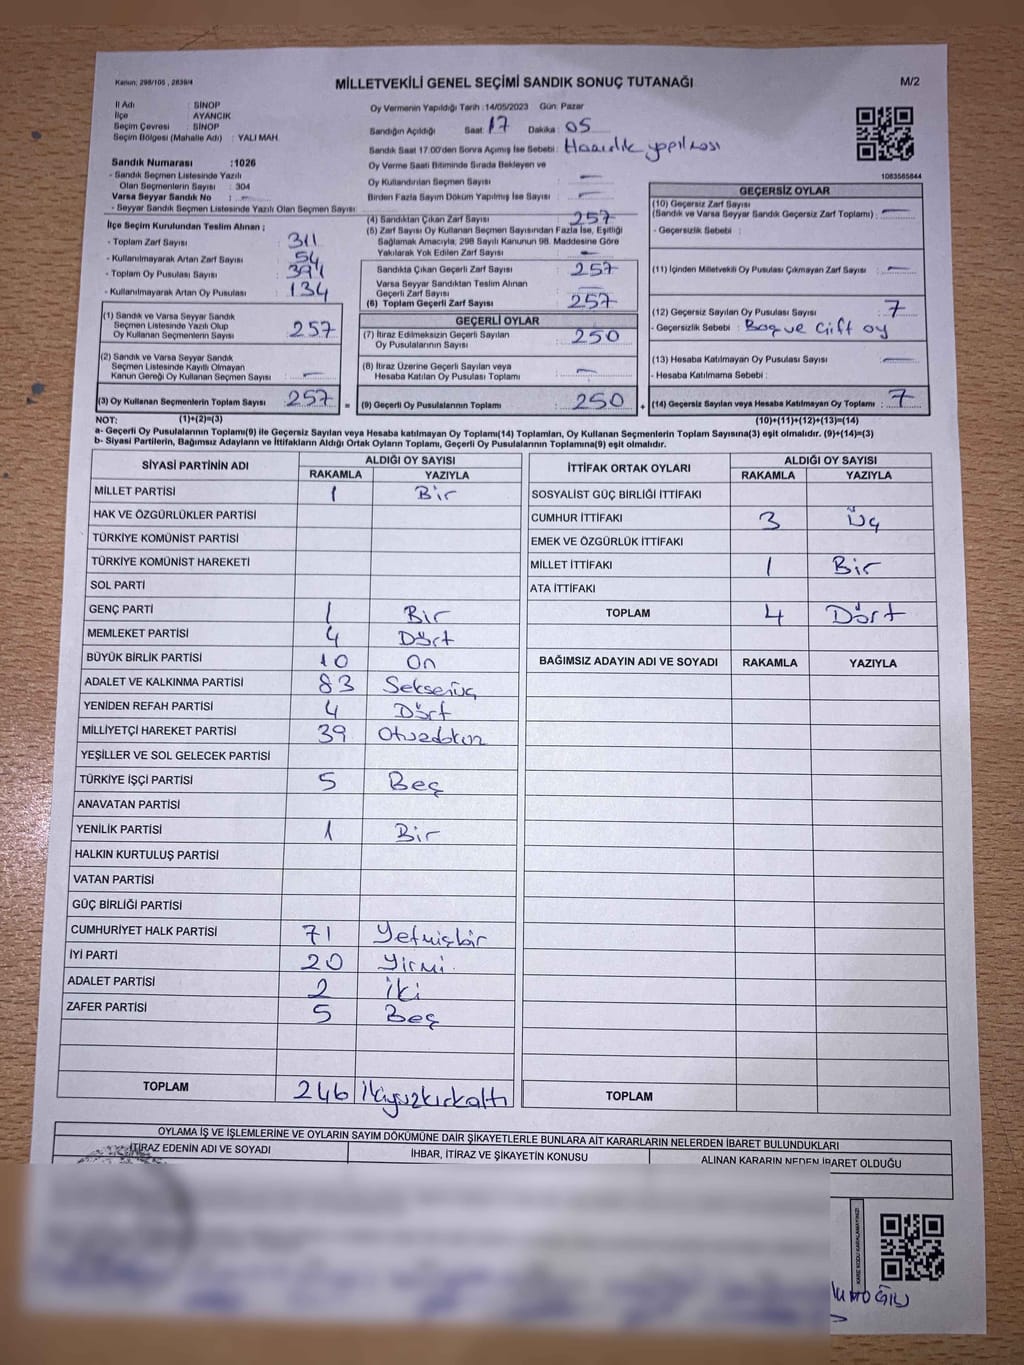 Kanun: 298/105 , 2839/4
MİLLETVEKİLİ GENEL SEÇİMİ SANDIK SONUÇ TUTANAĞI
M/2
İl Adı : SİNOP
İlçe : AYANCIK
Seçim Çevresi : SİNOP
Seçim Bölgesi (Mahalle Adı) : YALI MAH.
Sandık Numarası :1026
- Sandık Seçmen Listesinde Yazılı
Olan Seçmenlerin Sayısı : 304
Varsa Seyyar Sandık No : —
- Seyyar Sandık Seçmen Listesinde Yazılı Olan Seçmen Sayısı :
Oy Vermenin Yapıldığı Tarih :14/05/2023 Gün: Pazar
Sandığın Açıldığı Saat: 17 Dakika : 05
Sandık Saat 17.00'den Sonra Açımış İse Sebebi : Hazırlık yapılması
Oy Verme Saati Bitiminde Sırada Bekleyen ve
Oy Kullandırılan Seçmen Sayısı : —
Birden Fazla Sayım Döküm Yapılmış İse Sayısı : —
1083565844
İlçe Seçim Kurulundan Teslim Alınan ;
- Toplam Zarf Sayısı : 311
- Kullanılmayarak Artan Zarf Sayısı : 54
- Toplam Oy Pusulası Sayısı : 391
- Kullanılmayarak Artan Oy Pusulası : 134
(1) Sandık ve Varsa Seyyar Sandık
Seçmen Listesinde Yazılı Olup
Oy Kullanan Seçmenlerin Sayısı : 257
(2) Sandık ve Varsa Seyyar Sandık
Seçmen Listesinde Kayıtlı Olmayan
Kanun Gereği Oy Kullanan Seçmen Sayısı : —
(3) Oy Kullanan Seçmenlerin Toplam Sayısı : 257 =
(1)+(2)=(3)
(4) Sandıktan Çıkan Zarf Sayısı : 257
(5) Zarf Sayısı Oy Kullanan Seçmen Sayısından Fazla İse, Eşitliği
Sağlamak Amacıyla, 298 Sayılı Kanunun 98. Maddesine Göre
Yakılarak Yok Edilen Zarf Sayısı : —
Sandıkta Çıkan Geçerli Zarf Sayısı : 257
Varsa Seyyar Sandıktan Teslim Alınan
Geçerli Zarf Sayısı : —
(6) Toplam Geçerli Zarf Sayısı : 257
GEÇERLİ OYLAR
(7) İtiraz Edilmeksizin Geçerli Sayılan
Oy Pusulalarının Sayısı : 250
(8) İtiraz Üzerine Geçerli Sayılan veya
Hesaba Katılan Oy Pusulası Toplamı : —
(9) Geçerli Oy Pusulalarının Toplamı : 250 +
GEÇERSİZ OYLAR
(10) Geçersiz Zarf Sayısı
(Sandık ve Varsa Seyyar Sandık Geçersiz Zarf Toplamı) : —
- Geçersizlik Sebebi :
(11) İçinden Milletvekili Oy Pusulası Çıkmayan Zarf Sayısı : —
(12) Geçersiz Sayılan Oy Pusulası Sayısı : 7
- Geçersizlik Sebebi : Boş ve Çift oy
(13) Hesaba Katılmayan Oy Pusulası Sayısı : —
- Hesaba Katılmama Sebebi :
(14) Geçersiz Sayılan veya Hesaba Katılmayan Oy Toplamı : 7
(10)+(11)+(12)+(13)=(14)
NOT:
a- Geçerli Oy Pusulalarının Toplamı(9) ile Geçersiz Sayılan veya Hesaba katılmayan Oy Toplamı(14) Toplamları, Oy Kullanan Seçmenlerin Toplam Sayısına(3) eşit olmalıdır. (9)+(14)=(3)
b- Siyasi Partilerin, Bağımsız Adayların ve İttifakların Aldığı Ortak Oyların Toplamı, Geçerli Oy Pusulalarının Toplamına(9) eşit olmalıdır.
SİYASİ PARTİNİN ADI ALDIĞI OY SAYISI
RAKAMLA YAZIYLA
MİLLET PARTİSİ 1 Bir
HAK VE ÖZGÜRLÜKLER PARTİSİ
TÜRKİYE KOMÜNİST PARTİSİ
TÜRKİYE KOMÜNİST HAREKETİ
SOL PARTİ
GENÇ PARTİ 1 Bir
MEMLEKET PARTİSİ 4 Dört
BÜYÜK BİRLİK PARTİSİ 10 On
ADALET VE KALKINMA PARTİSİ 83 Seksenüç
YENİDEN REFAH PARTİSİ 4 Dört
MİLLİYETÇİ HAREKET PARTİSİ 39 Otuzdokuz
YEŞİLLER VE SOL GELECEK PARTİSİ
TÜRKİYE İŞÇİ PARTİSİ 5 Beş
ANAVATAN PARTİSİ
YENİLİK PARTİSİ 1 Bir
HALKIN KURTULUŞ PARTİSİ
VATAN PARTİSİ
GÜÇ BİRLİĞİ PARTİSİ
CUMHURİYET HALK PARTİSİ 71 Yetmişbir
İYİ PARTİ 20 Yirmi
ADALET PARTİSİ 2 İki
ZAFER PARTİSİ 5 Beş
TOPLAM 246 İkiyüzkırkaltı
İTTİFAK ORTAK OYLARI ALDIĞI OY SAYISI
RAKAMLA YAZIYLA
SOSYALİST GÜÇ BİRLİĞİ İTTİFAKI
CUMHUR İTTİFAKI 3 Üç
EMEK VE ÖZGÜRLÜK İTTİFAKI
MİLLET İTTİFAKI 1 Bir
ATA İTTİFAKI
TOPLAM 4 Dört
BAĞIMSIZ ADAYIN ADI VE SOYADI RAKAMLA YAZIYLA
TOPLAM
OYLAMA İŞ VE İŞLEMLERİNE VE OYLARIN SAYIM DÖKÜMÜNE DAİR ŞİKAYETLERLE BUNLARA AİT KARARLARIN NELERDEN İBARET BULUNDUKLARI
İTİRAZ EDENİN ADI VE SOYADI İHBAR, İTİRAZ VE ŞİKAYETİN KONUSU ALINAN KARARIN NEDEN İBARET OLDUĞU
KARE KODU KARALAMAYINIZ!